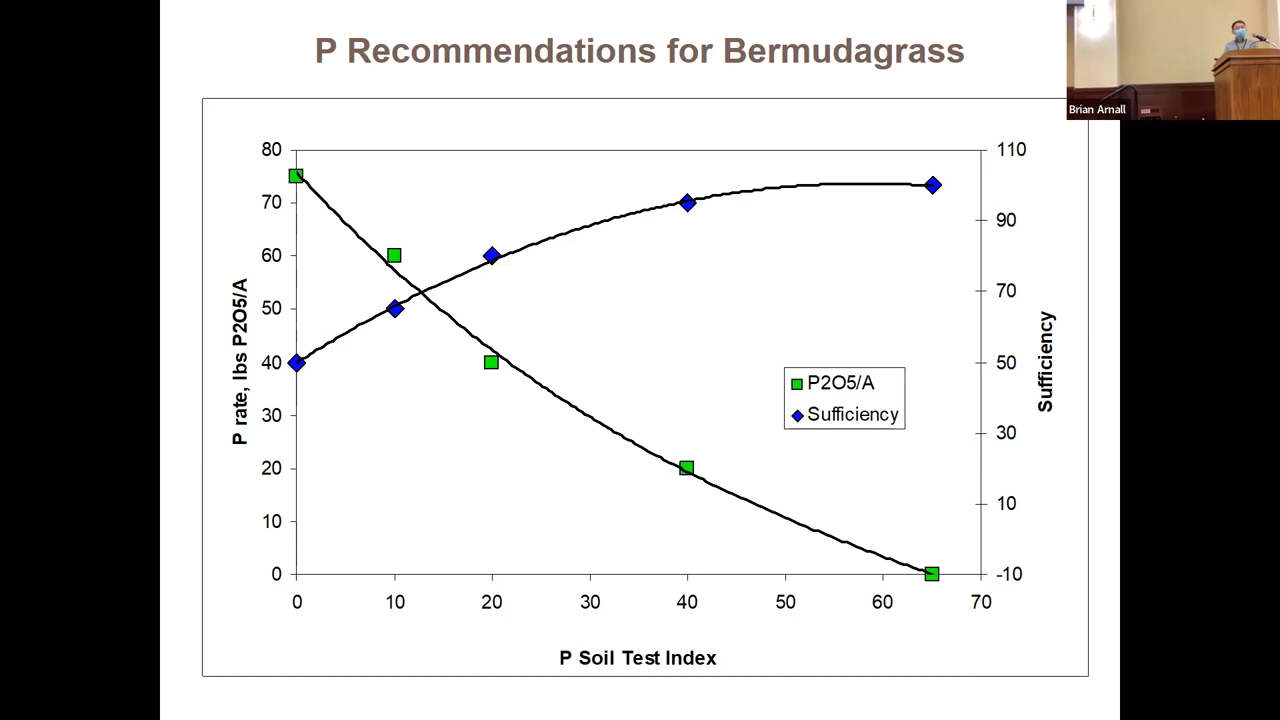 P Recommendations for Bermudagrass
Brian Arnall
80
70
60
50
40
30
20
10
0
P rate, lbs P2O5/A
110
90
70
50
30
10
-10
Sufficiency
P2O5/A
Sufficiency
0 10 20 30 40 50 60 70
P Soil Test Index